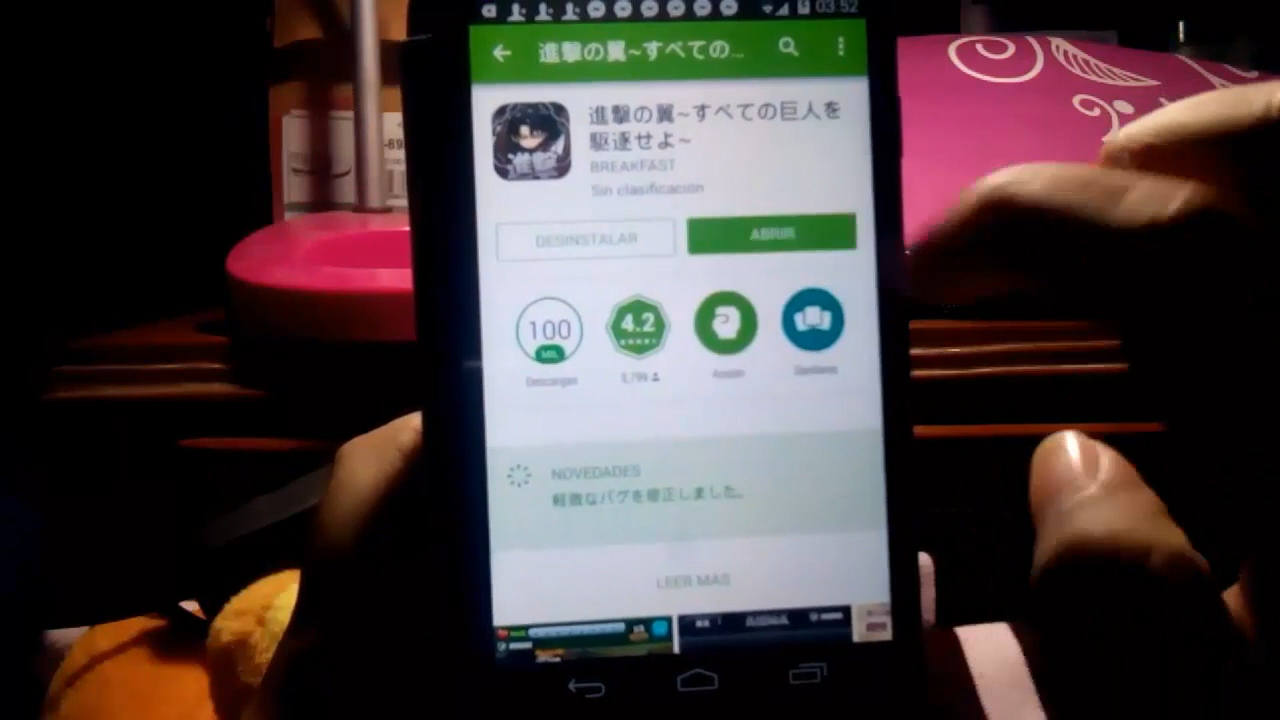 03:52
進撃の翼~すべての...
進撃の翼~すべての巨人を
駆逐せよ~
BREAKFAST
Sin clasificación
DESINSTALAR
ABRIR
100
MIL
4.2
Descargas
Acción
Similares
NOVEDADES
軽微なバグを修正しました。
LEER MÁS